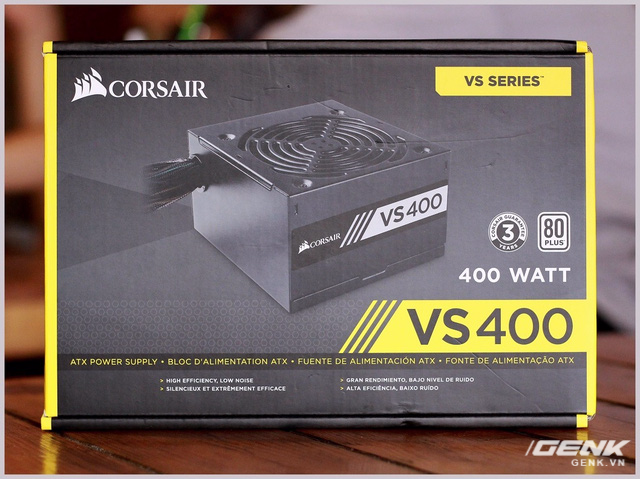 CORSAIR
VS SERIES™
CORSAIR
VS400
CORSAIR GUARANTEE
3
YEARS
80
PLUS
400 WATT
VS400
ATX POWER SUPPLY • BLOC D'ALIMENTATION ATX • FUENTE DE ALIMENTACIÓN ATX • FONTE DE ALIMENTAÇÃO ATX
> HIGH EFFICIENCY, LOW NOISE
> SILENCIEUX ET EXTRÊMEMENT EFFICACE
> GRAN RENDIMIENTO, BAJO NIVEL DE RUIDO
> ALTA EFICIÊNCIA, BAIXO RUÍDO
GENK
GENK.VN